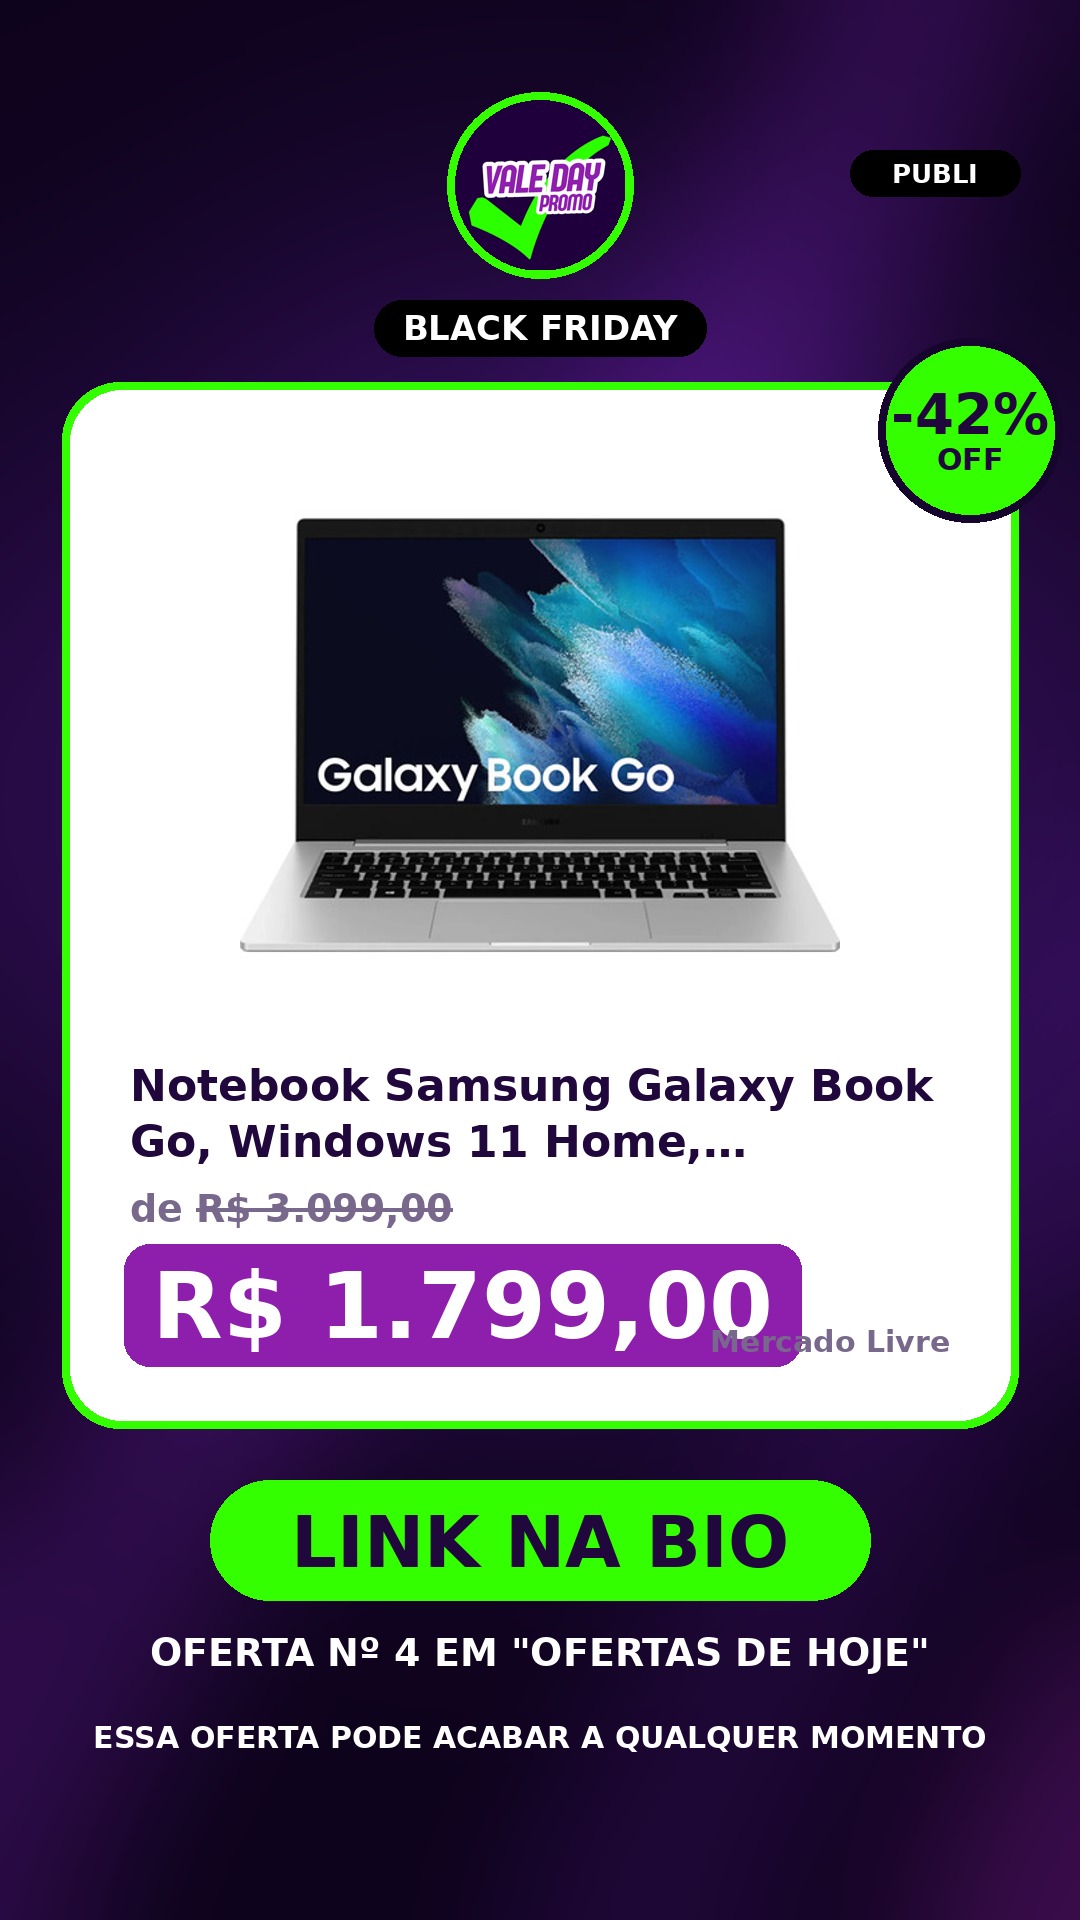 VALE DAY
PROMO
PUBLI
BLACK FRIDAY
-42%
OFF
Galaxy Book Go
SAMSUNG
Notebook Samsung Galaxy Book
Go, Windows 11 Home,...
de R$ 3.099,00
R$ 1.799,00
Mercado Livre
LINK NA BIO
OFERTA Nº 4 EM "OFERTAS DE HOJE"
ESSA OFERTA PODE ACABAR A QUALQUER MOMENTO